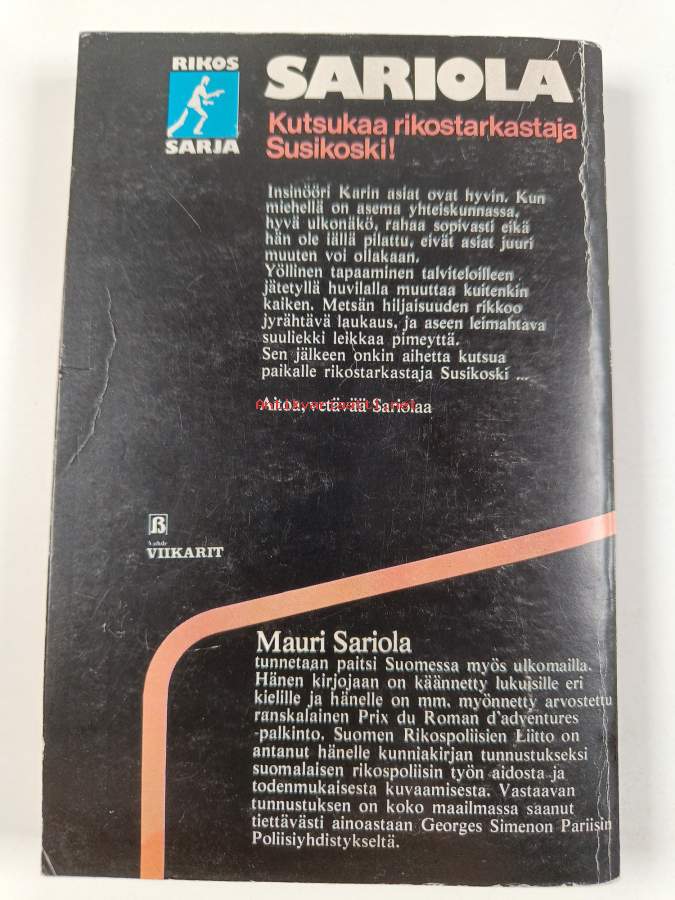 RIKOS
SARJA
SARIOLA
Kutsukaa rikostarkastaja
Susikoski!
Insinööri Karin asiat ovat hyvin. Kun
miehellä on asema yhteiskunnassa,
hyvä ulkonäkö, rahaa sopivasti eikä
hän ole iällä pilattu, eivät asiat juuri
muuten voi ollakaan.
Yöllinen tapaaminen talviteloilleen
jätetyllä huvilalla muuttaa kuitenkin
kaiken. Metsän hiljaisuuden rikkoo
jyrähtävä laukaus, ja aseen leimahtava
suuliekki leikkaa pimeyttä.
Sen jälkeen onkin aihetta kutsua
paikalle rikostarkastaja Susikoski ...
Aitoa, vetävää Sariolaa
B
VIIKARIT
Mauri Sariola
tunnetaan paitsi Suomessa myös ulkomailla.
Hänen kirjojaan on käännetty lukuisille eri
kielille ja hänelle on mm. myönnetty arvostettu
ranskalainen Prix du Roman d'adventures
-palkinto, Suomen Rikospoliisien Liitto on
antanut hänelle kunniakirjan tunnustukseksi
suomalaisen rikospoliisin työn aidosta ja
todenmukaisesta kuvaamisesta. Vastaavan
tunnustuksen on koko maailmassa saanut
tiettävästi ainoastaan Georges Simenon Pariisin
Poliisiyhdistykseltä.